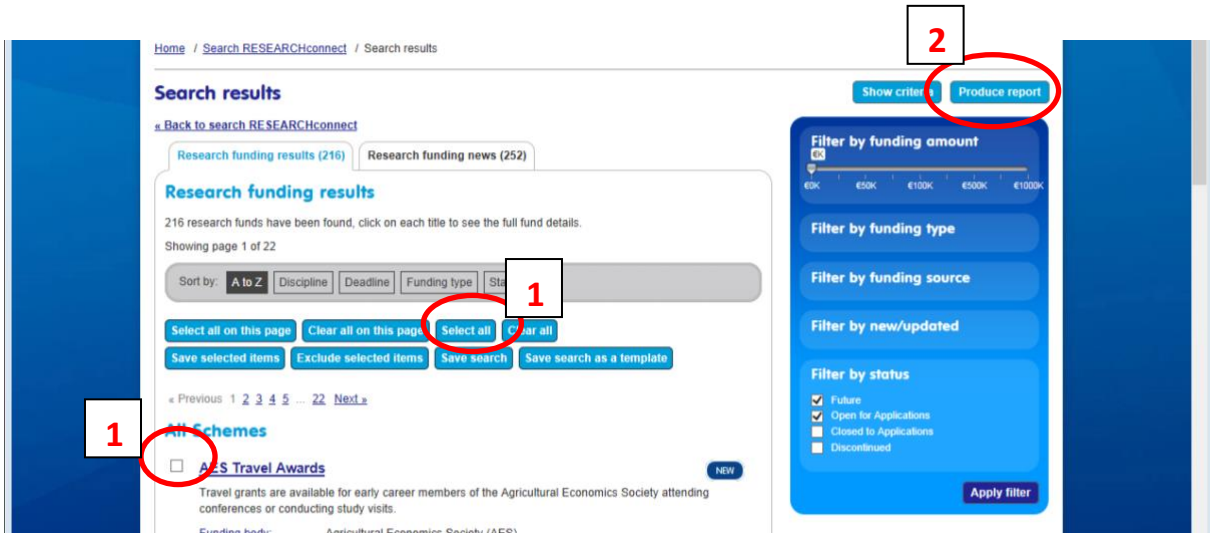 2
Home / Search RESEARCHconnect / Search results
Search results
Show criteria Produce report
« Back to search RESEARCHconnect
Research funding results (216) Research funding news (252)
Research funding results
216 research funds have been found, click on each title to see the full fund details.
Showing page 1 of 22
Sort by: A to Z Discipline Deadline Funding type Sta
1
Select all on this page Clear all on this page Select all Clear all
Save selected items Exclude selected items Save search Save search as a template
« Previous 1 2 3 4 5 ... 22 Next »
1
All Schemes
AES Travel Awards NEW
Travel grants are available for early career members of the Agricultural Economics Society attending
conferences or conducting study visits.
Funding body: Agricultural Economics Society (AES)
Filter by funding amount
€K
€0K €50K €100K €500K €1000K
Filter by funding type
Filter by funding source
Filter by new/updated
Filter by status
Future
Open for Applications
Closed to Applications
Discontinued
Apply filter